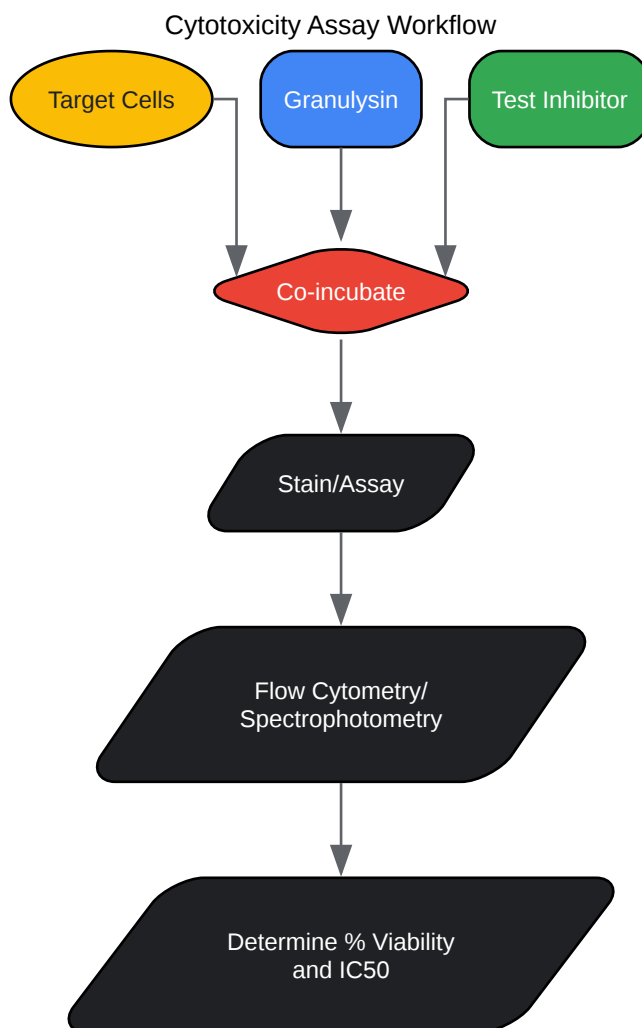 Cytotoxicity Assay Workflow
Target Cells
Granulysin
Test Inhibitor
Co-incubate
Stain/Assay
Flow Cytometry/
Spectrophotometry
Determine % Viability
and IC50